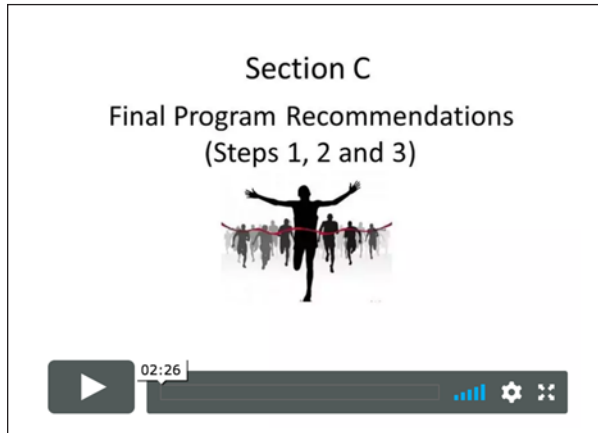 Section C
Final Program Recommendations
(Steps 1, 2 and 3)
02:26